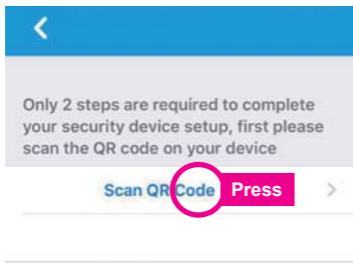 Only 2 steps are required to complete
your security device setup, first please
scan the QR code on your device
Scan QR Code Press